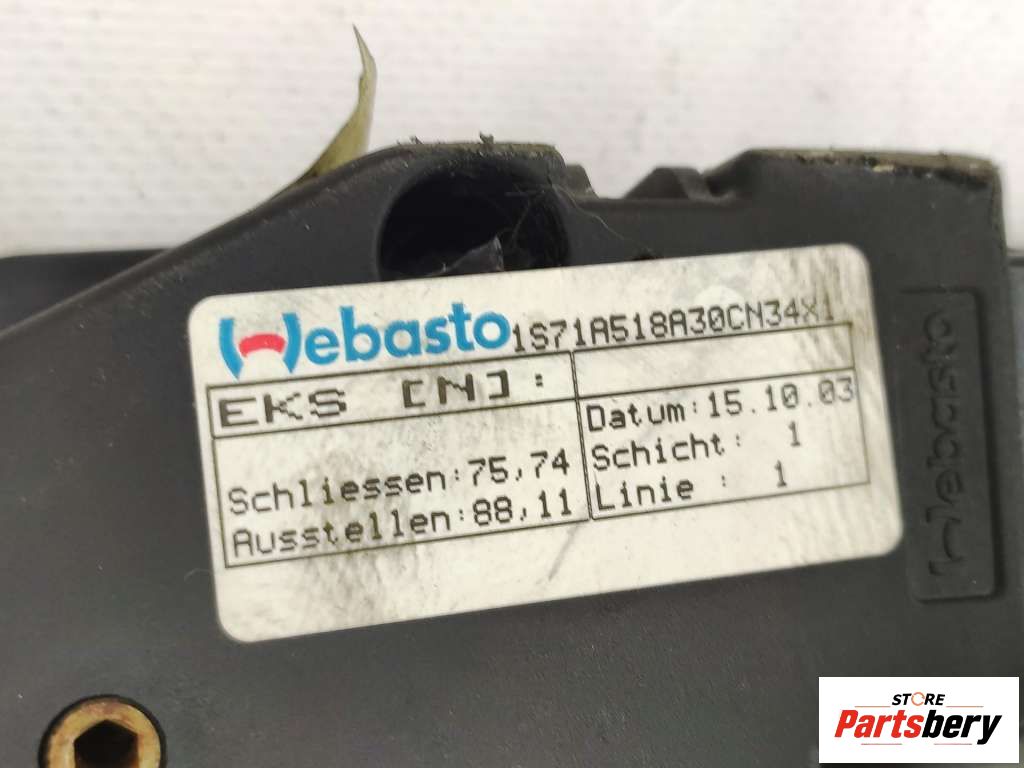 Webasto 1S71A518A30CN34X1
EKS [N]:
Schliessen:75,74
Ausstellen:88,11
Datum:15.10.03
Schicht: 1
Linie : 1
Webasto
STORE
Partsbery